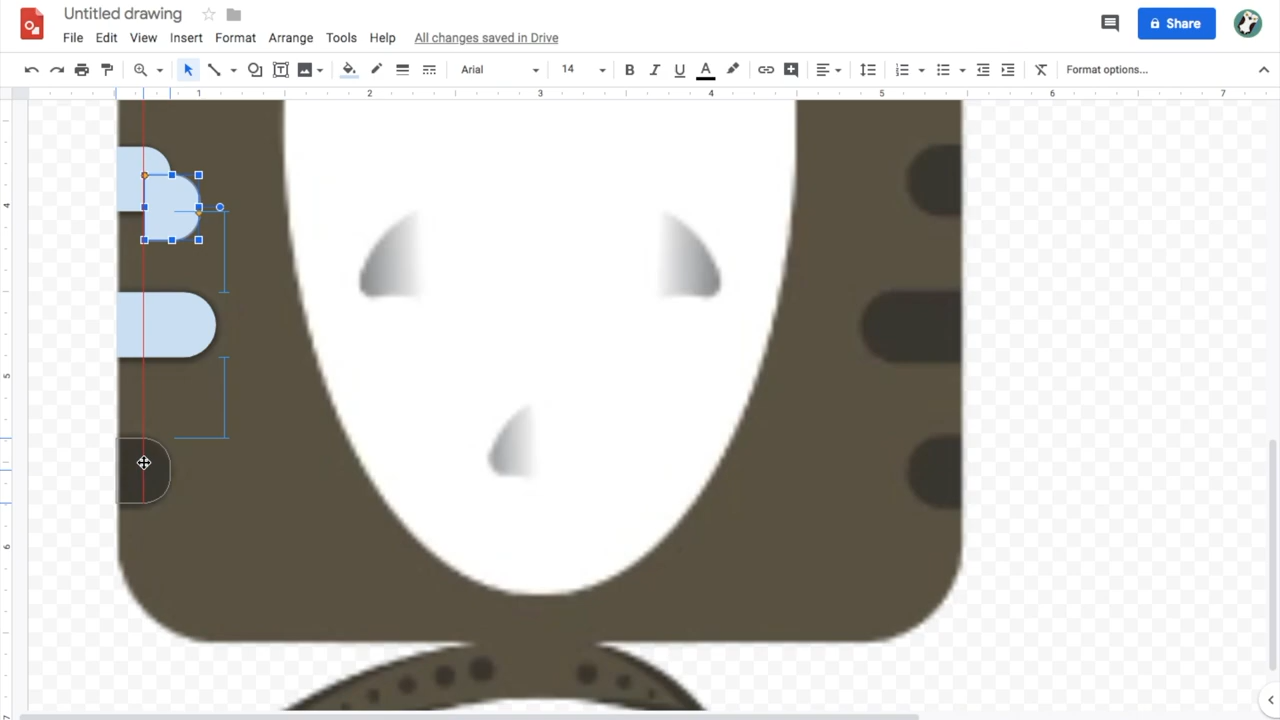 Untitled drawing
File Edit View Insert Format Arrange Tools Help All changes saved in Drive
Share
Arial 14 B I U A Format options...
1 2 3 4 5 6 7
4
5
6
7